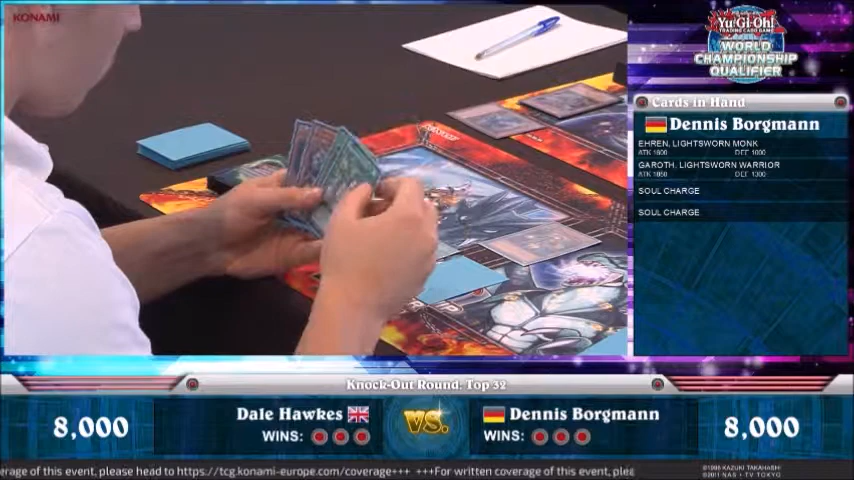 KONAMI
Yu-Gi-Oh!
TRADING CARD GAME
WORLD
CHAMPIONSHIP
QUALIFIER
Cards in Hand
Dennis Borgmann
EHREN, LIGHTSWORN MONK
ATK 1600 DEF 1000
GAROTH, LIGHTSWORN WARRIOR
ATK 1850 DEF 1300
SOUL CHARGE
SOUL CHARGE
Knock-Out Round: Top 32
8,000
Dale Hawkes
WINS:
VS.
Dennis Borgmann
WINS:
8,000
erage of this event, please head to https://tcg.konami-europe.com/coverage+++ +++For written coverage of this event, plea
©1996 KAZUKI TAKAHASHI
©2011 NAS • TV TOKYO